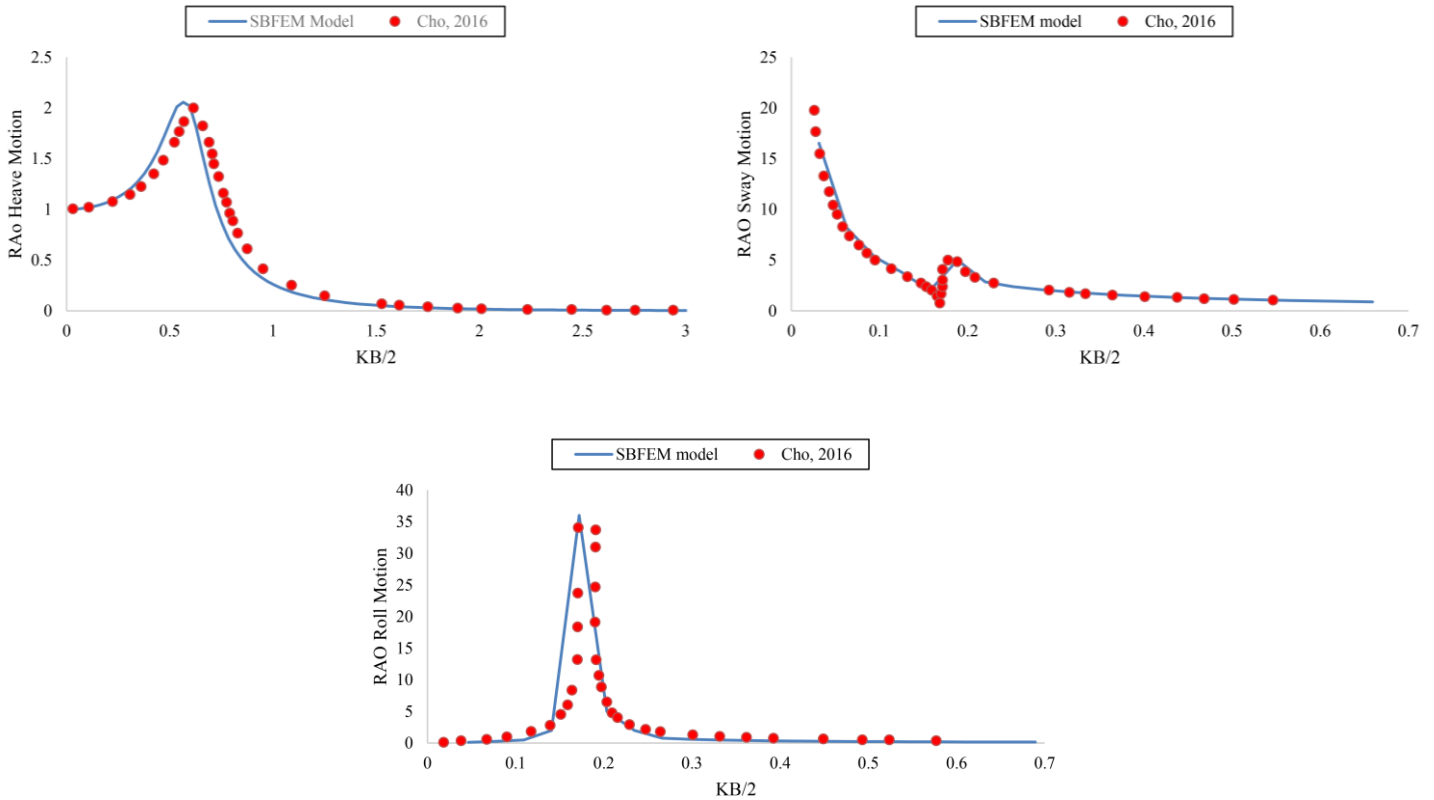 SBFEM Model Cho, 2016
2.5
2
1.5
1
0.5
0
0 0.5 1 1.5 2 2.5 3
RAo Heave Motion
KB/2
SBFEM model Cho, 2016
25
20
15
10
5
0
0 0.1 0.2 0.3 0.4 0.5 0.6 0.7
RAO Sway Motion
KB/2
SBFEM model Cho, 2016
40
35
30
25
20
15
10
5
0
0 0.1 0.2 0.3 0.4 0.5 0.6 0.7
RAO Roll Motion
KB/2